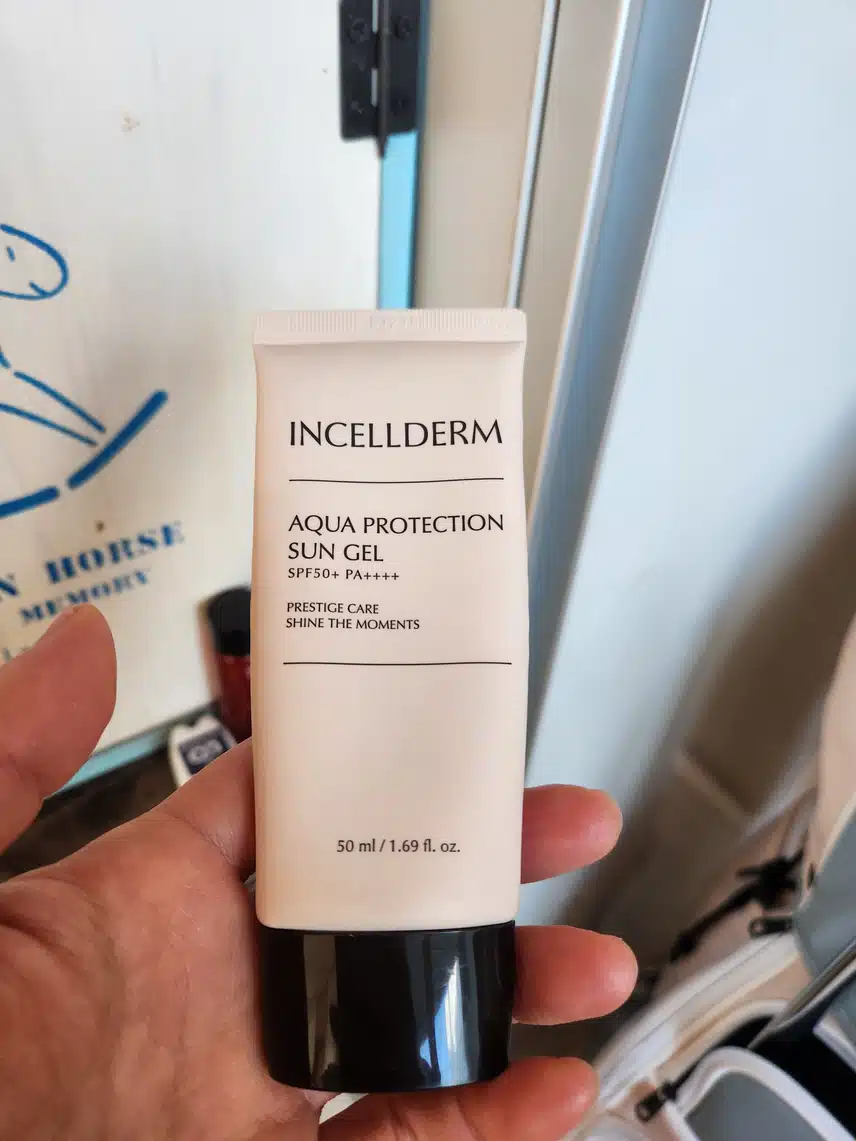 INCELLDERM
AQUA PROTECTION
SUN GEL
SPF50+ PA++++
PRESTIGE CARE
SHINE THE MOMENTS
50 ml / 1.69 fl. oz.
HORSE
MEMORY